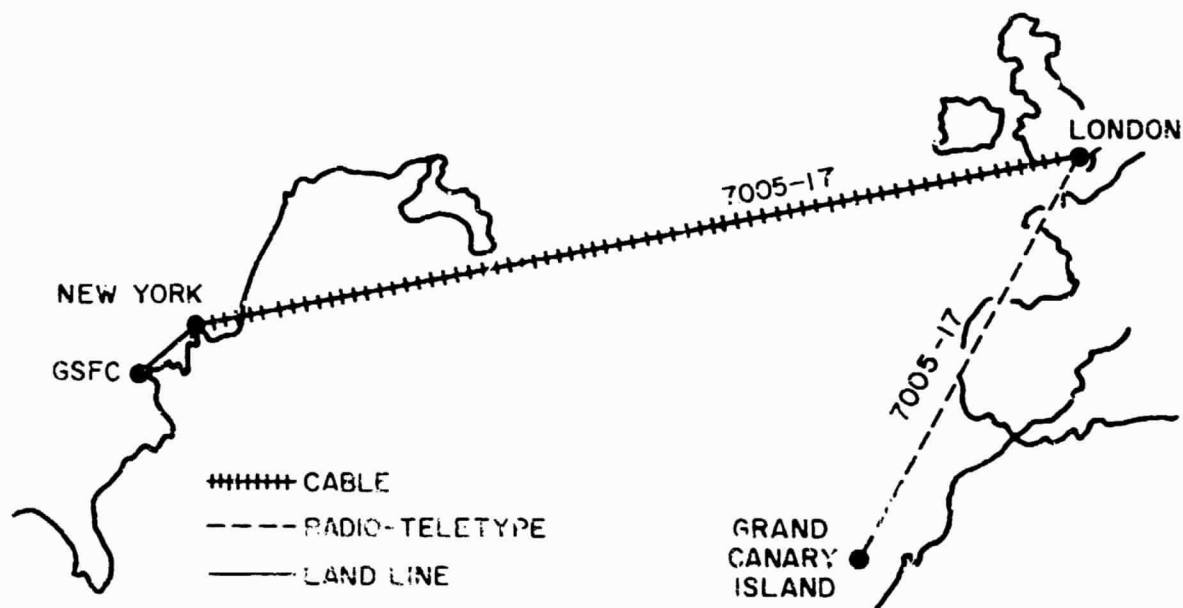 LONDON
7005-17
NEW YORK
GSFC
7005-17
CABLE
RADIO-TELETYPE
LAND LINE
GRAND
CANARY
ISLAND